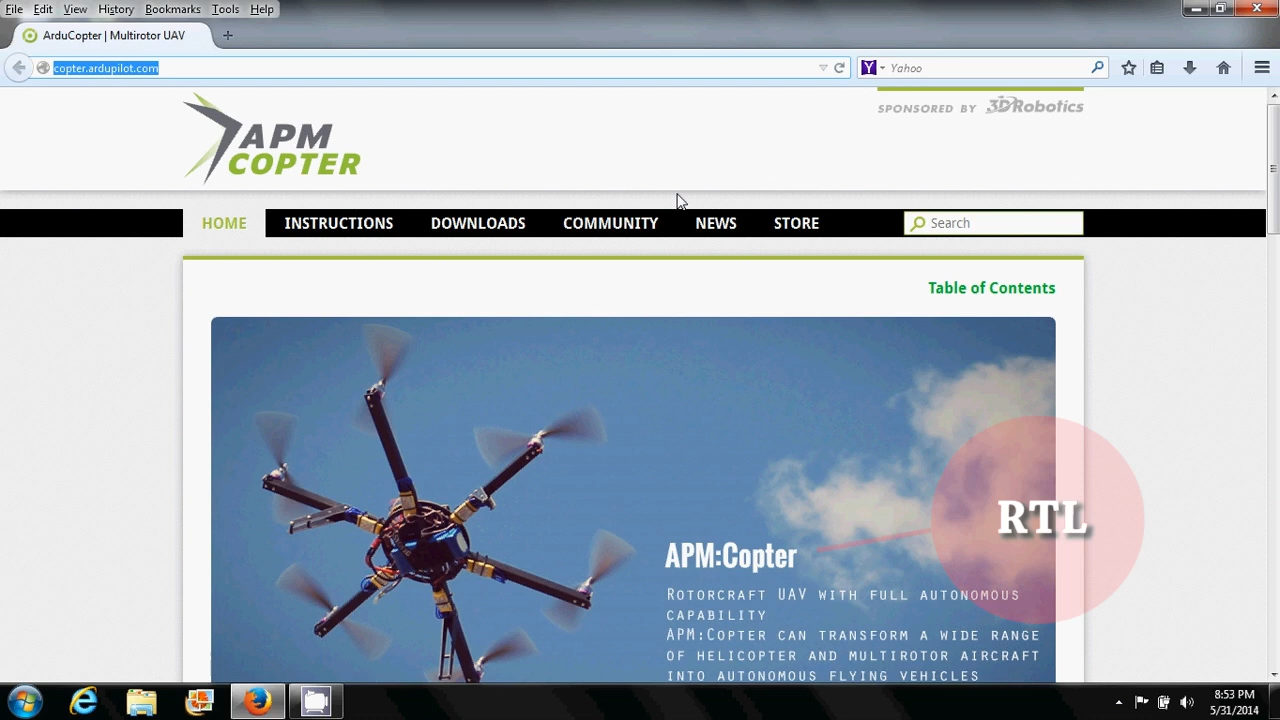 File Edit View History Bookmarks Tools Help
ArduCopter | Multirotor UAV
copter.ardupilot.com
Yahoo
SPONSORED BY 3DRobotics
APM
COPTER
HOME INSTRUCTIONS DOWNLOADS COMMUNITY NEWS STORE Search
Table of Contents
RTL
APM:Copter
ROTORCRAFT UAV WITH FULL AUTONOMOUS
CAPABILITY
APM:COPTER CAN TRANSFORM A WIDE RANGE
OF HELICOPTER AND MULTIROTOR AIRCRAFT
INTO AUTONOMOUS FLYING VEHICLES
8:53 PM
5/31/2014